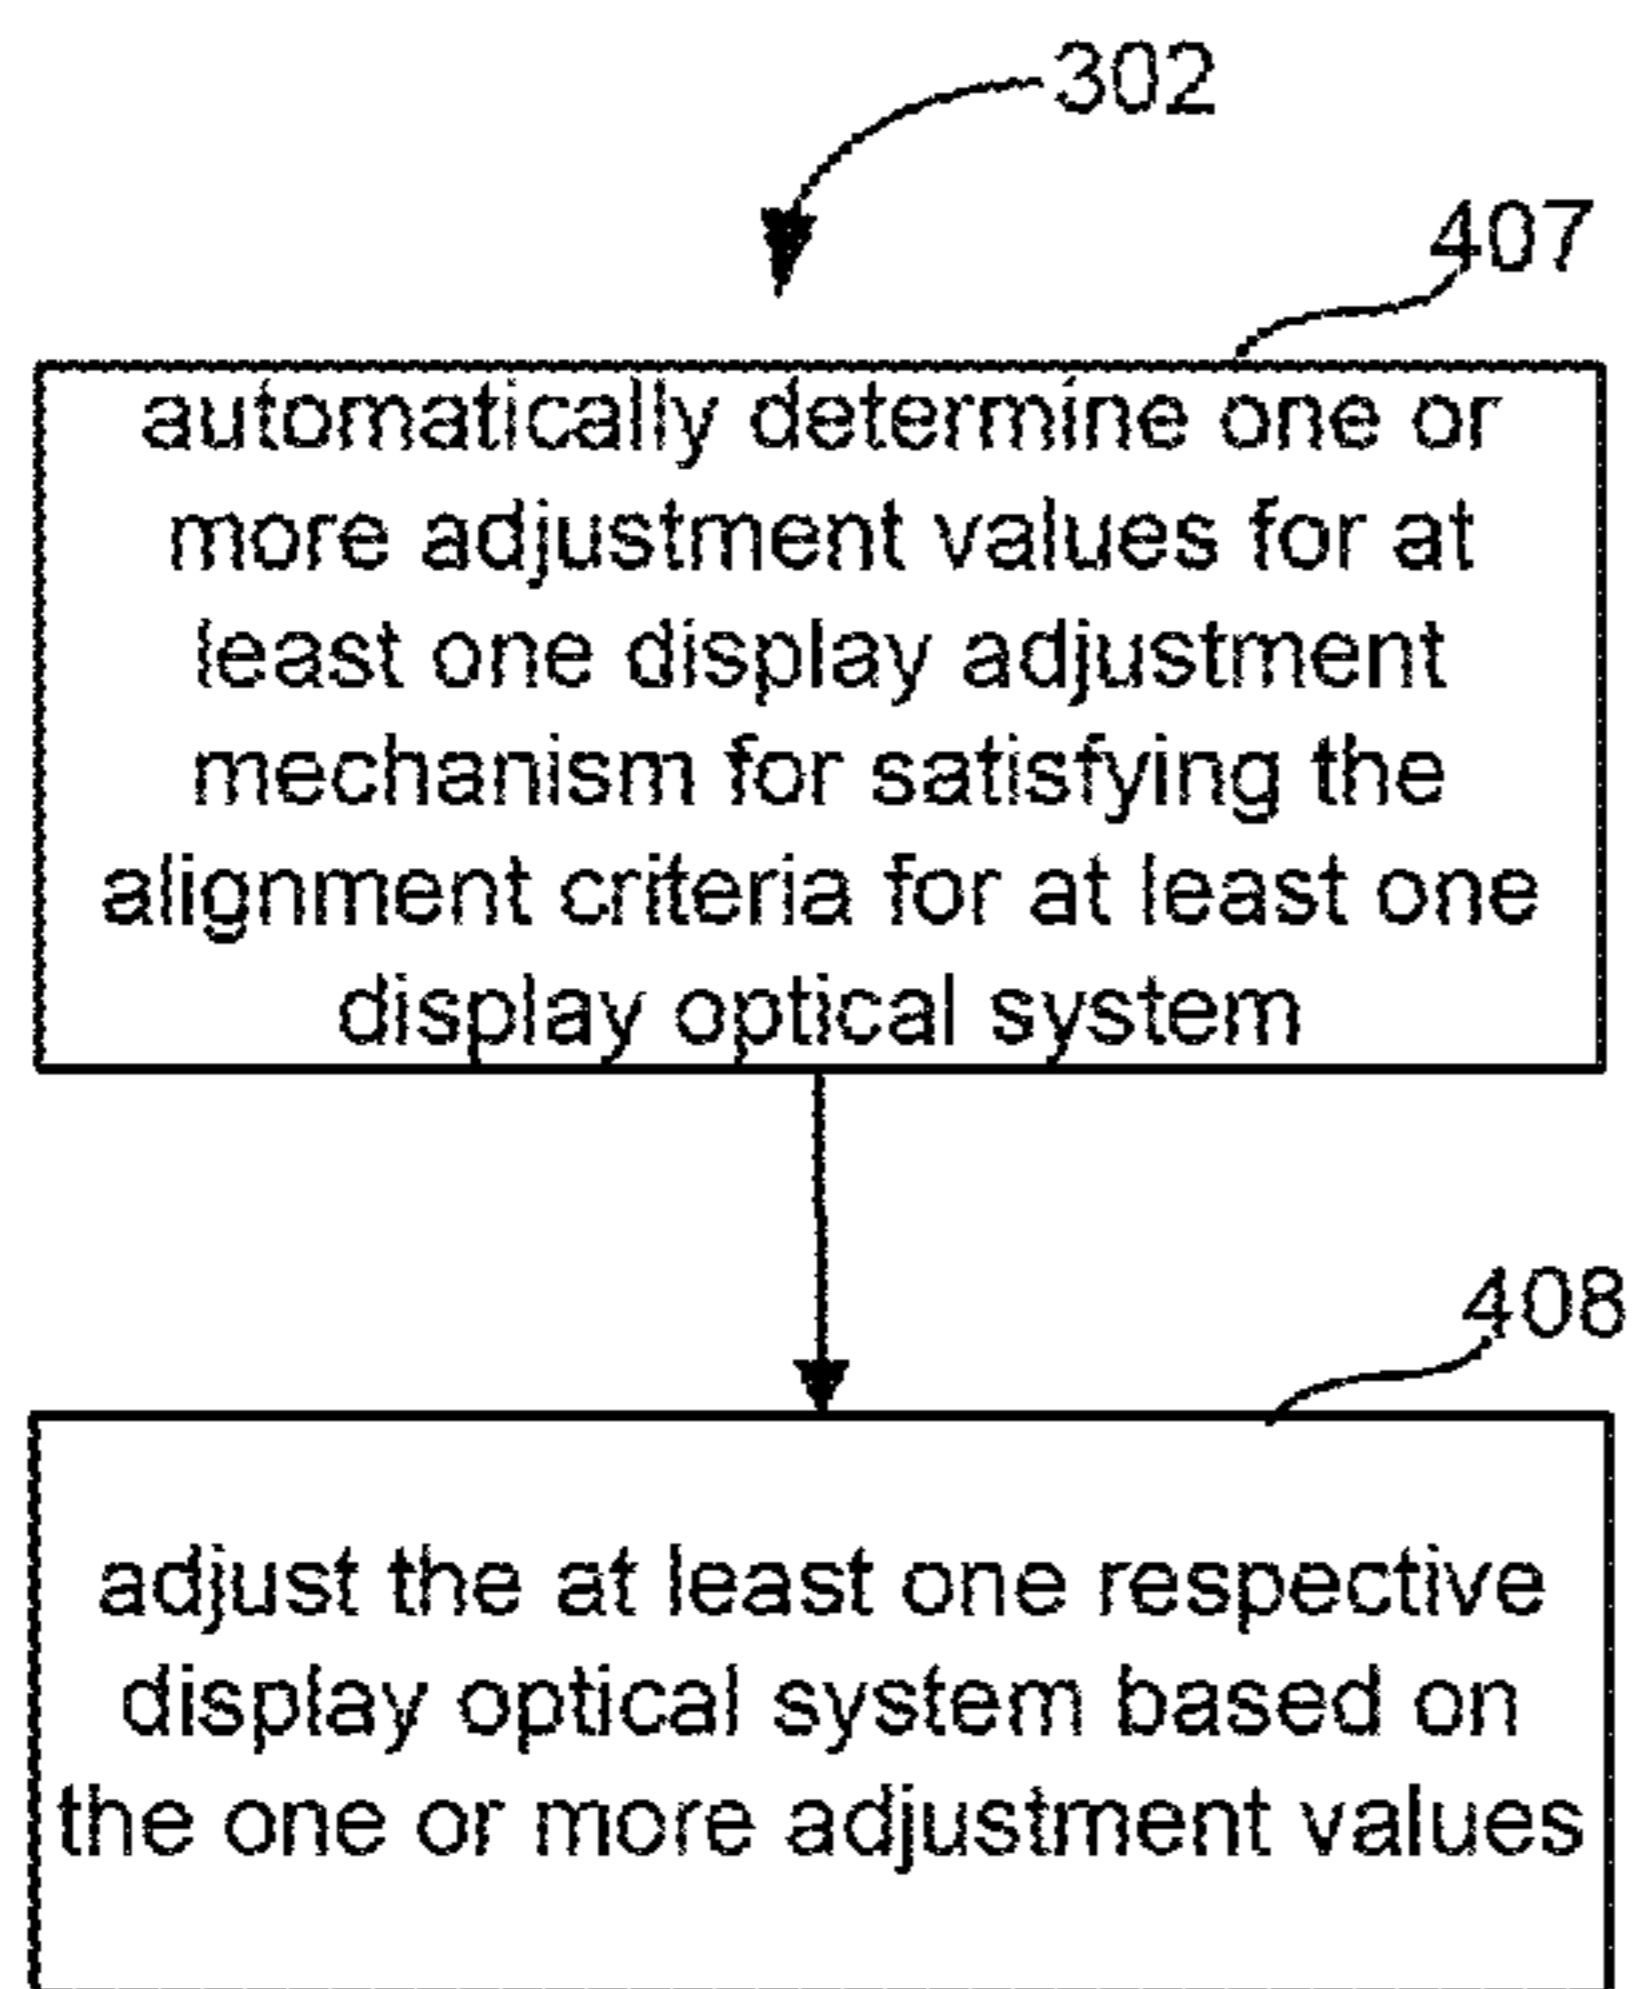 302
407
automatically determine one or
more adjustment values for at
least one display adjustment
mechanism for satisfying the
alignment criteria for at least one
display optical system
408
adjust the at least one respective
display optical system based on
the one or more adjustment values